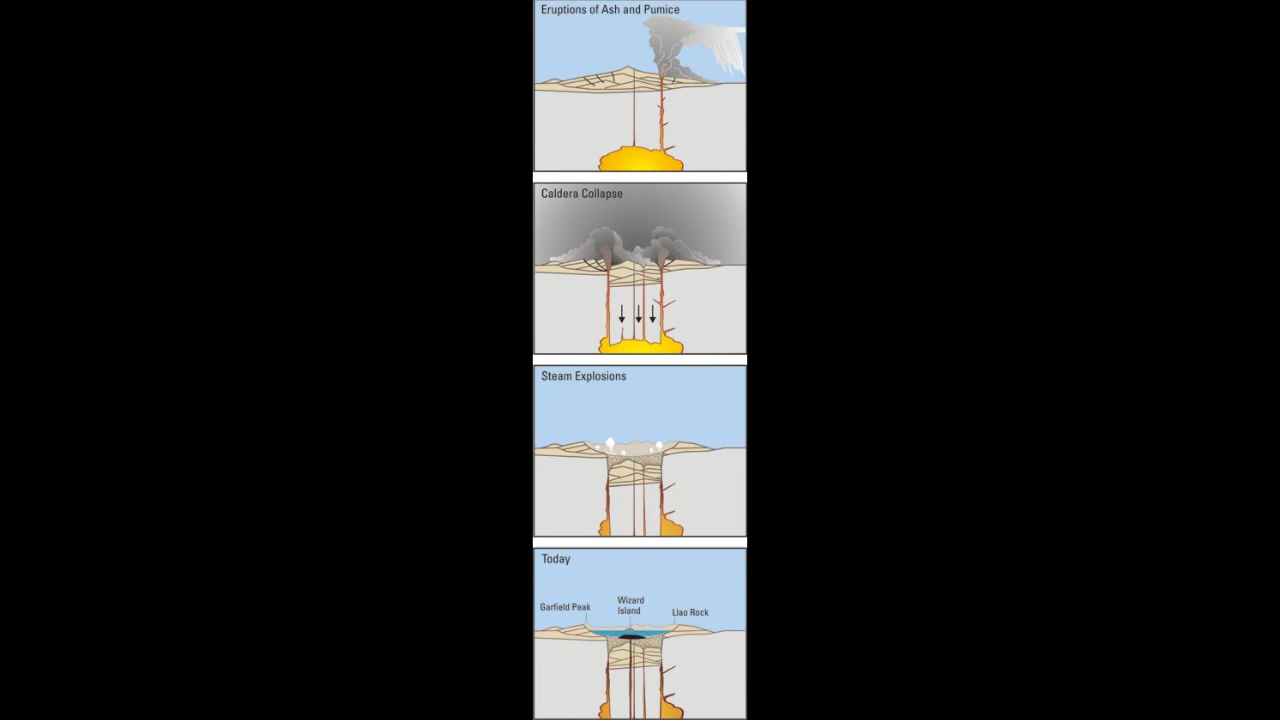 Eruptions of Ash and Pumice
Caldera Collapse
Steam Explosions
Today
Wizard
Island
Garfield Peak
Llao Rock